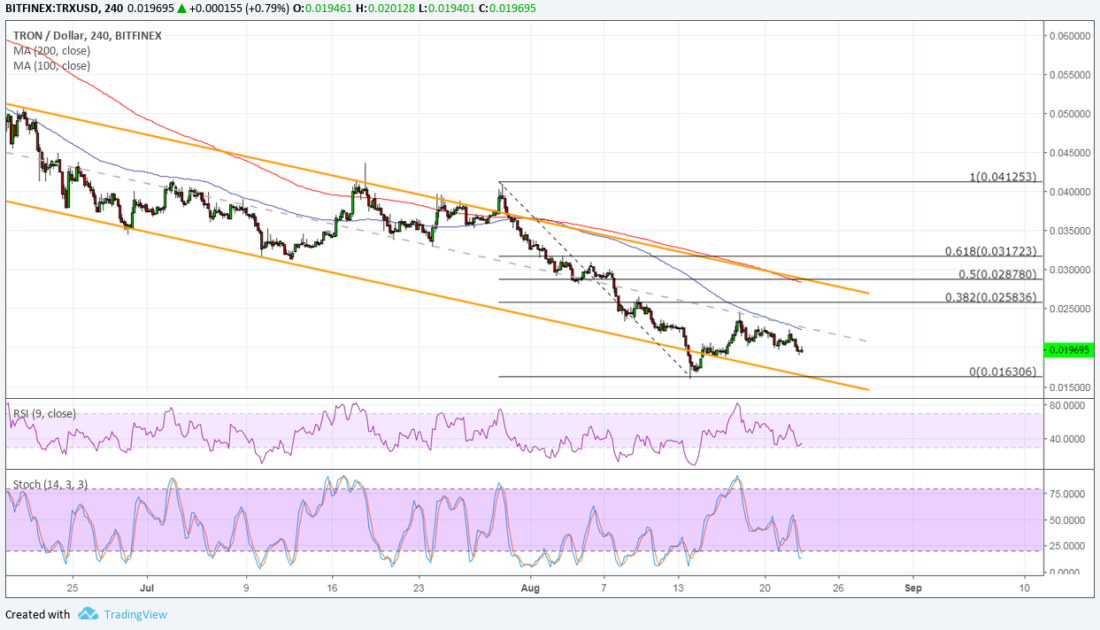 BITFINEX:TRXUSD, 240 0.019695 ▲ +0.000155 (+0.79%) O:0.019461 H:0.020128 L:0.019401 C:0.019695
TRON / Dollar, 240, BITFINEX
MA (200, close)
MA (100, close)
0.060000
0.055000
0.050000
0.045000
1(0.041253)
0.040000
0.035000
0.618(0.031723)
0.030000
0.5(0.028780)
0.382(0.025836)
0.025000
0.019695
0(0.016306)
0.015000
RSI (9, close)
80.0000
40.0000
Stoch (14, 3, 3)
75.0000
50.0000
25.0000
0.0000
25 Jul 9 16 23 Aug 7 13 20 26 Sep 10
Created with TradingView